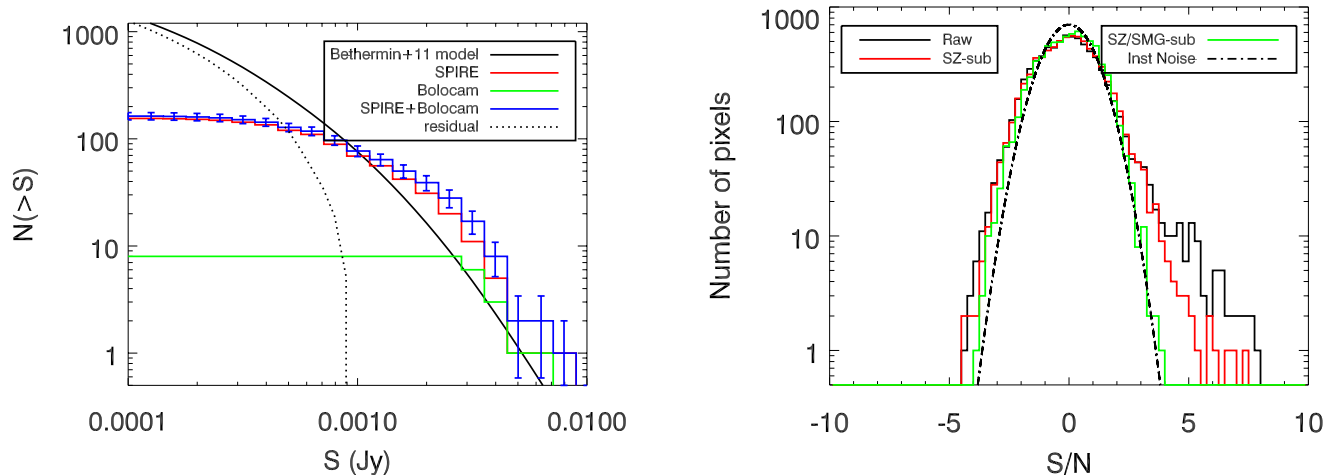 1000
100
10
1
N(>S)
Bethermin+11 model
SPIRE
Bolocam
SPIRE+Bolocam
residual
0.0001
0.0010
0.0100
S (Jy)
1000
100
10
1
Number of pixels
Raw
SZ-sub
SZ/SMG-sub
Inst Noise
-10
-5
0
5
10
S/N